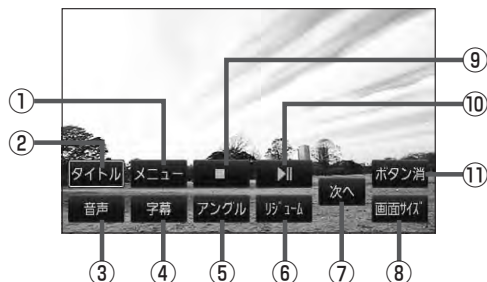 ⑨
① ⑩
②
タイトル メニュー ■ ▶II ボタン消 ⑪
次へ
音声 字幕 アングル ﾘｼﾞｭｰﾑ 画面ｻｲｽﾞ
③ ④ ⑤ ⑥ ⑦ ⑧